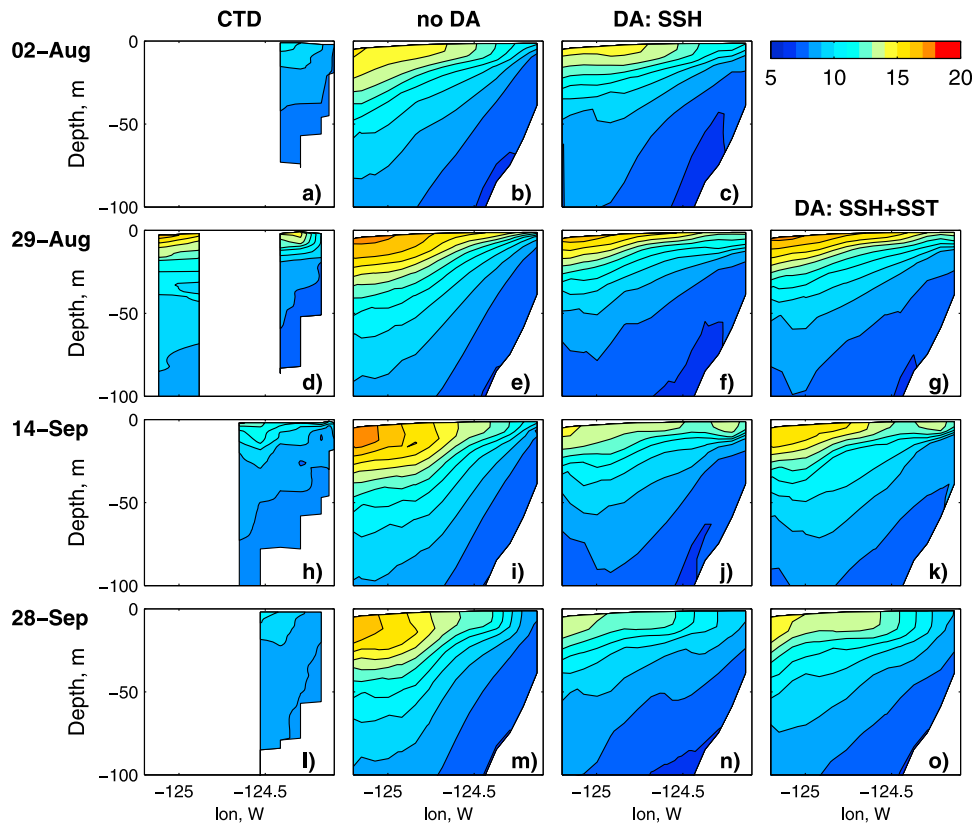 CTD no DA DA: SSH
02−Aug
0
−50
−100
Depth, m
a) b) c)
5 10 15 20
DA: SSH+SST
29−Aug
0
−50
−100
Depth, m
d) e) f) g)
14−Sep
0
−50
−100
Depth, m
h) i) j) k)
28−Sep
0
−50
−100
Depth, m
l) m) n) o)
−125 −124.5 −125 −124.5 −125 −124.5 −125 −124.5
lon, W lon, W lon, W lon, W